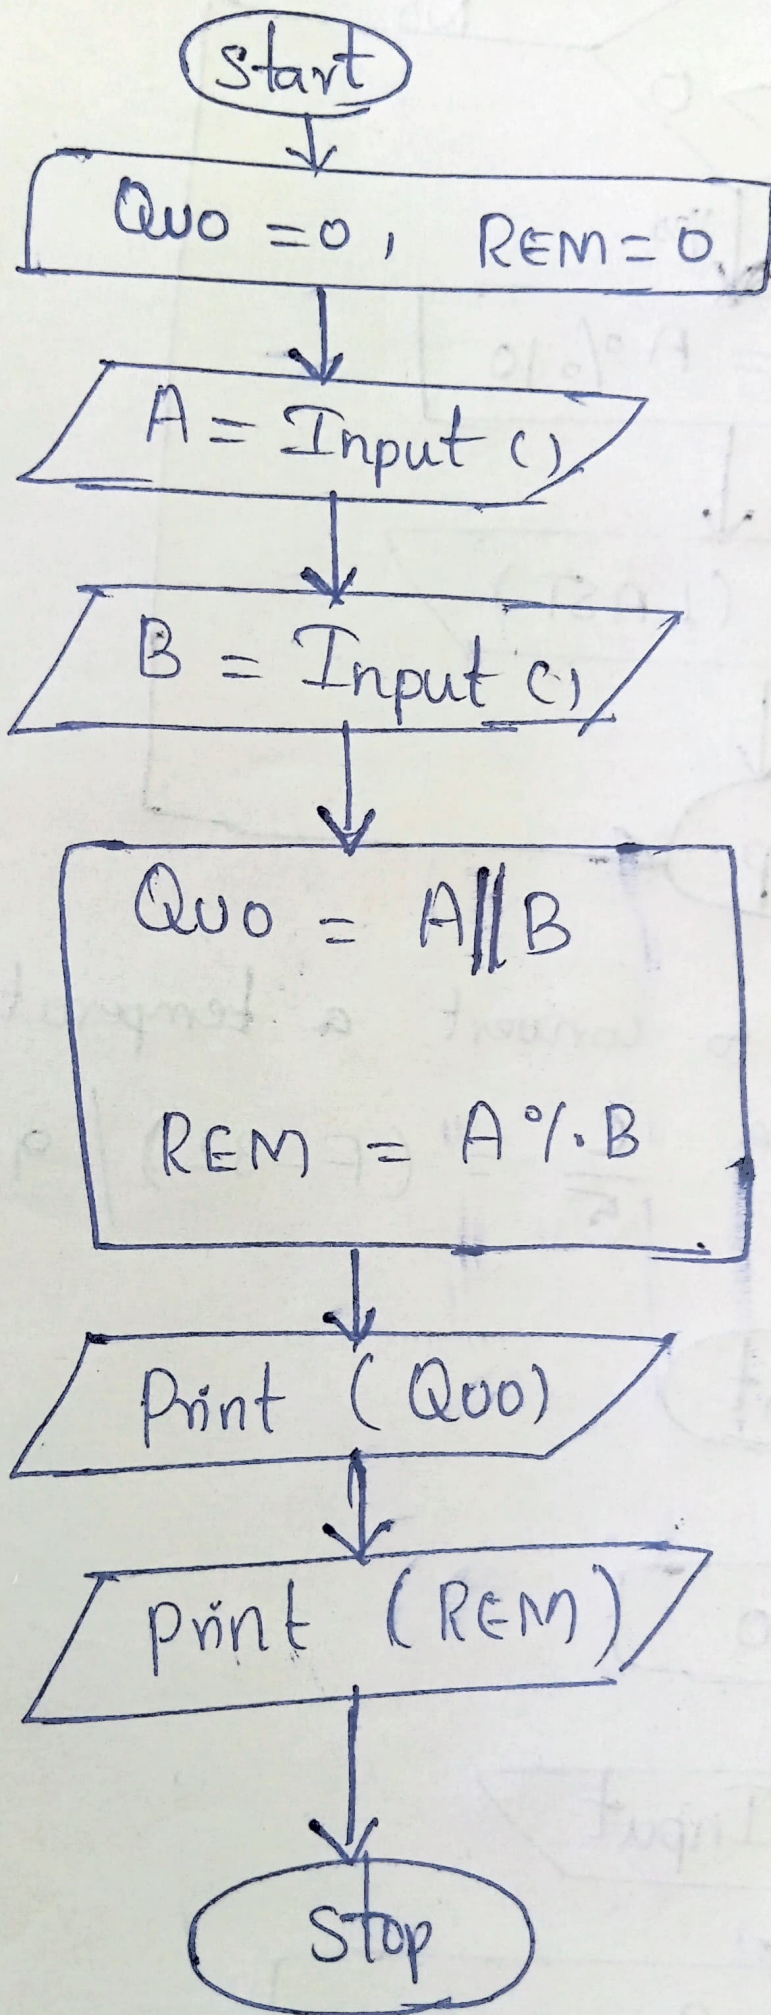 Start
QUO = 0, REM = 0
A = Input ()
B = Input ()
QUO = A//B
REM = A % B
Print (QUO)
Print (REM)
Stop